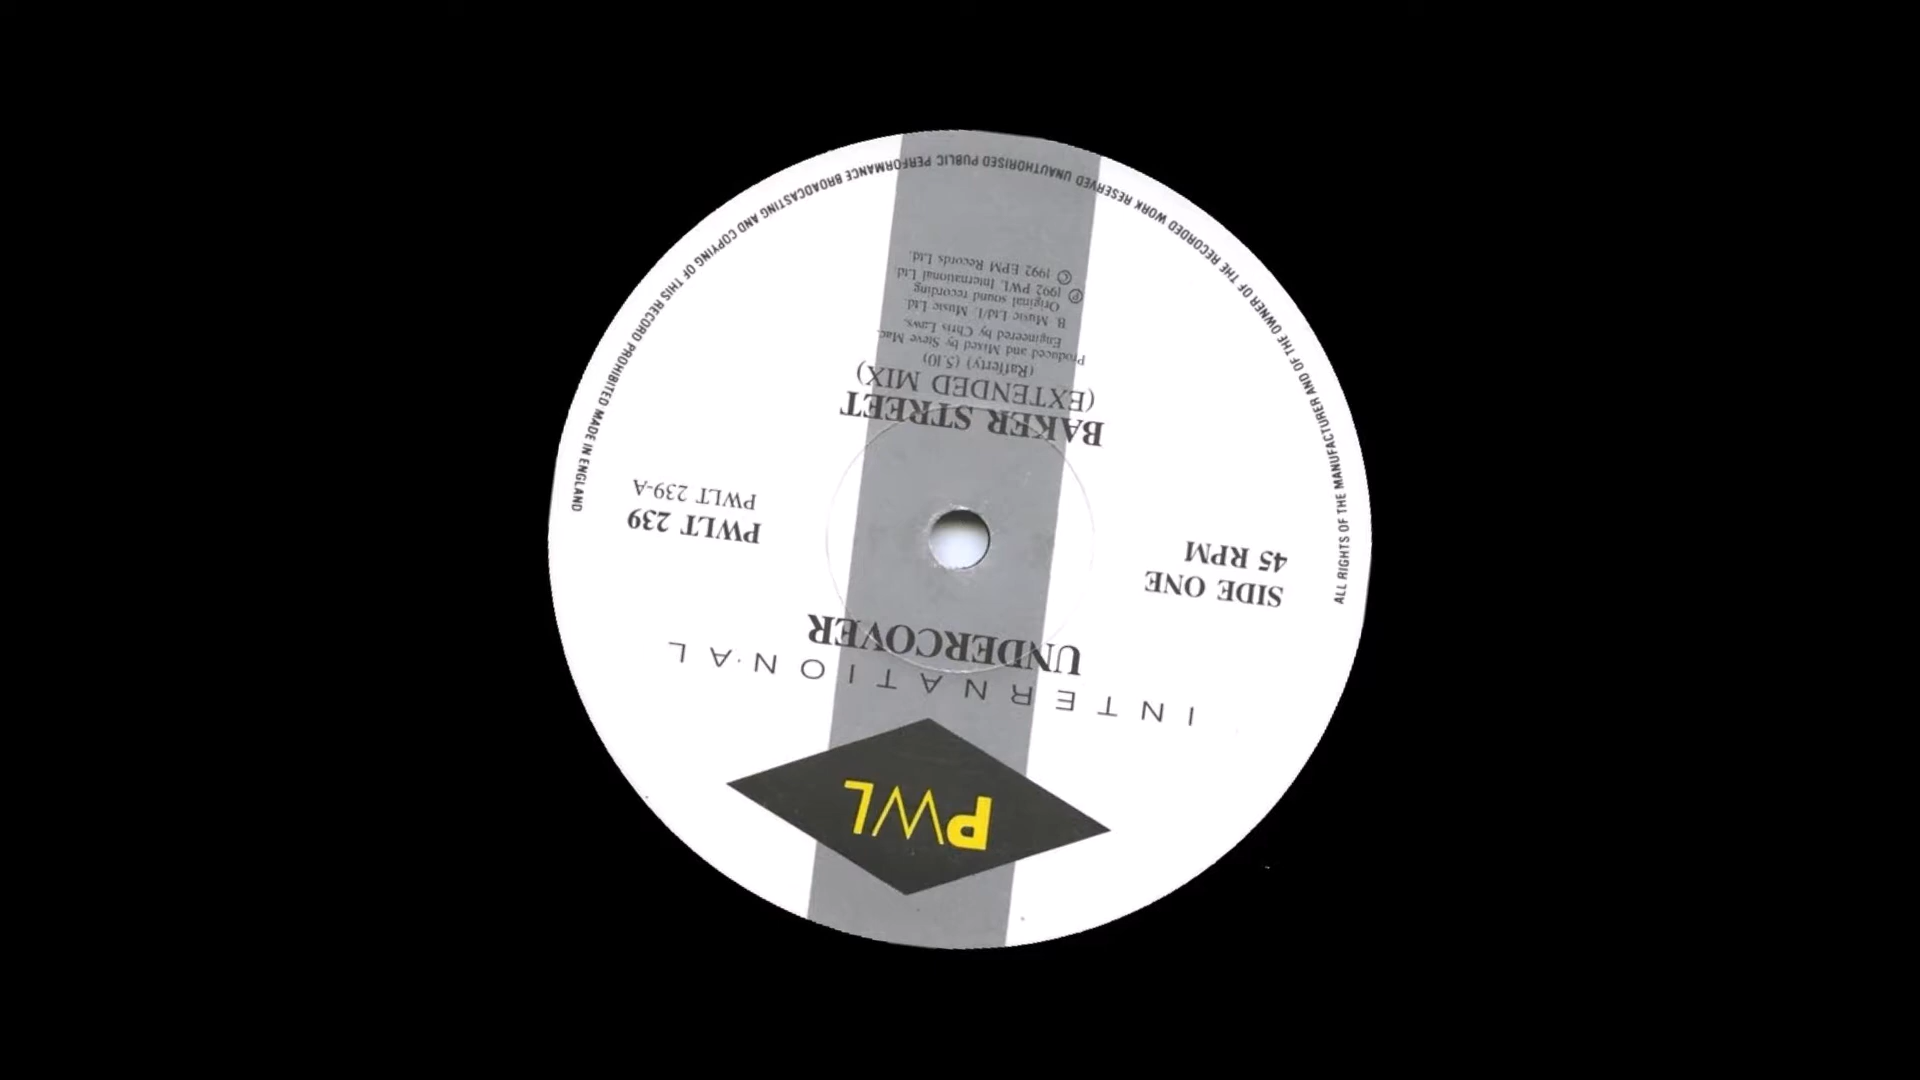 PWL
INTERNATIONAL
UNDERCOVER
SIDE ONE
45 RPM
PWLT 239
PWLT 239-A
BAKER STREET
(EXTENDED MIX)
(Rafferty) (5.10)
Produced and Mixed by Steve Mac.
Engineered by Chris Laws.
B. Music Ltd/I. Music Ltd.
Original sound recording
℗ 1992 PWL International Ltd.
© 1992 EPM Records Ltd.
ALL RIGHTS OF THE MANUFACTURER AND OF THE OWNER OF THE RECORDED WORK RESERVED UNAUTHORISED PUBLIC PERFORMANCE BROADCASTING AND COPYING OF THIS RECORD PROHIBITED MADE IN ENGLAND